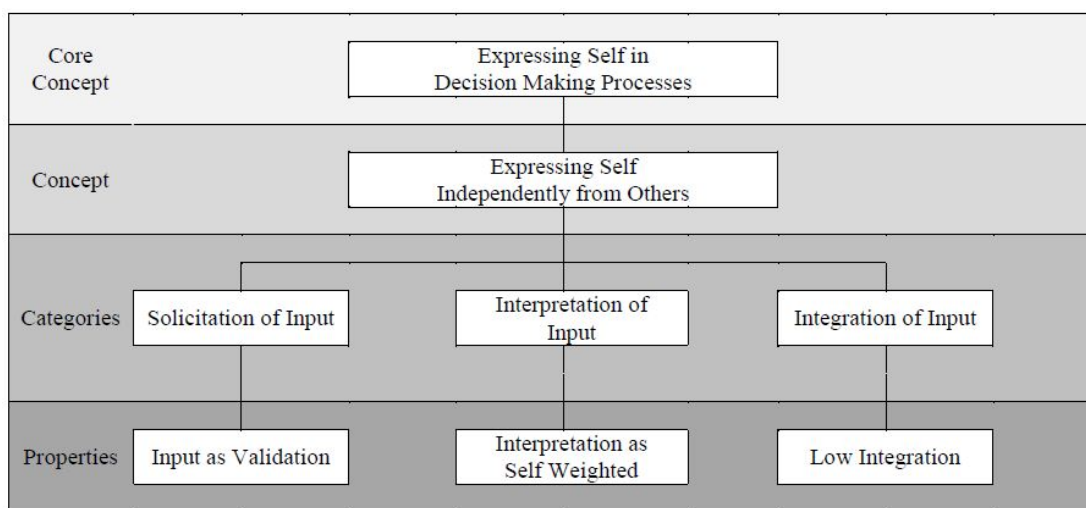 Core
Concept
Expressing Self in
Decision Making Processes
Concept
Expressing Self
Independently from Others
Categories
Solicitation of Input
Interpretation of
Input
Integration of Input
Properties
Input as Validation
Interpretation as
Self Weighted
Low Integration